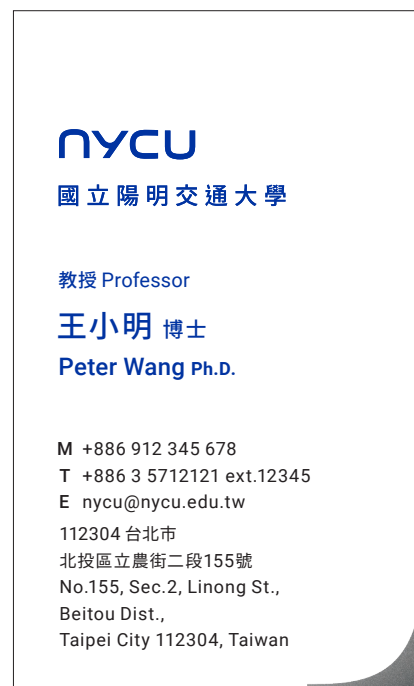 NYCU
國立陽明交通大學
教授 Professor
王小明 博士
Peter Wang Ph.D.
M +886 912 345 678
T +886 3 5712121 ext.12345
E nycu@nycu.edu.tw
112304 台北市
北投區立農街二段155號
No.155, Sec.2, Linong St.,
Beitou Dist.,
Taipei City 112304, Taiwan